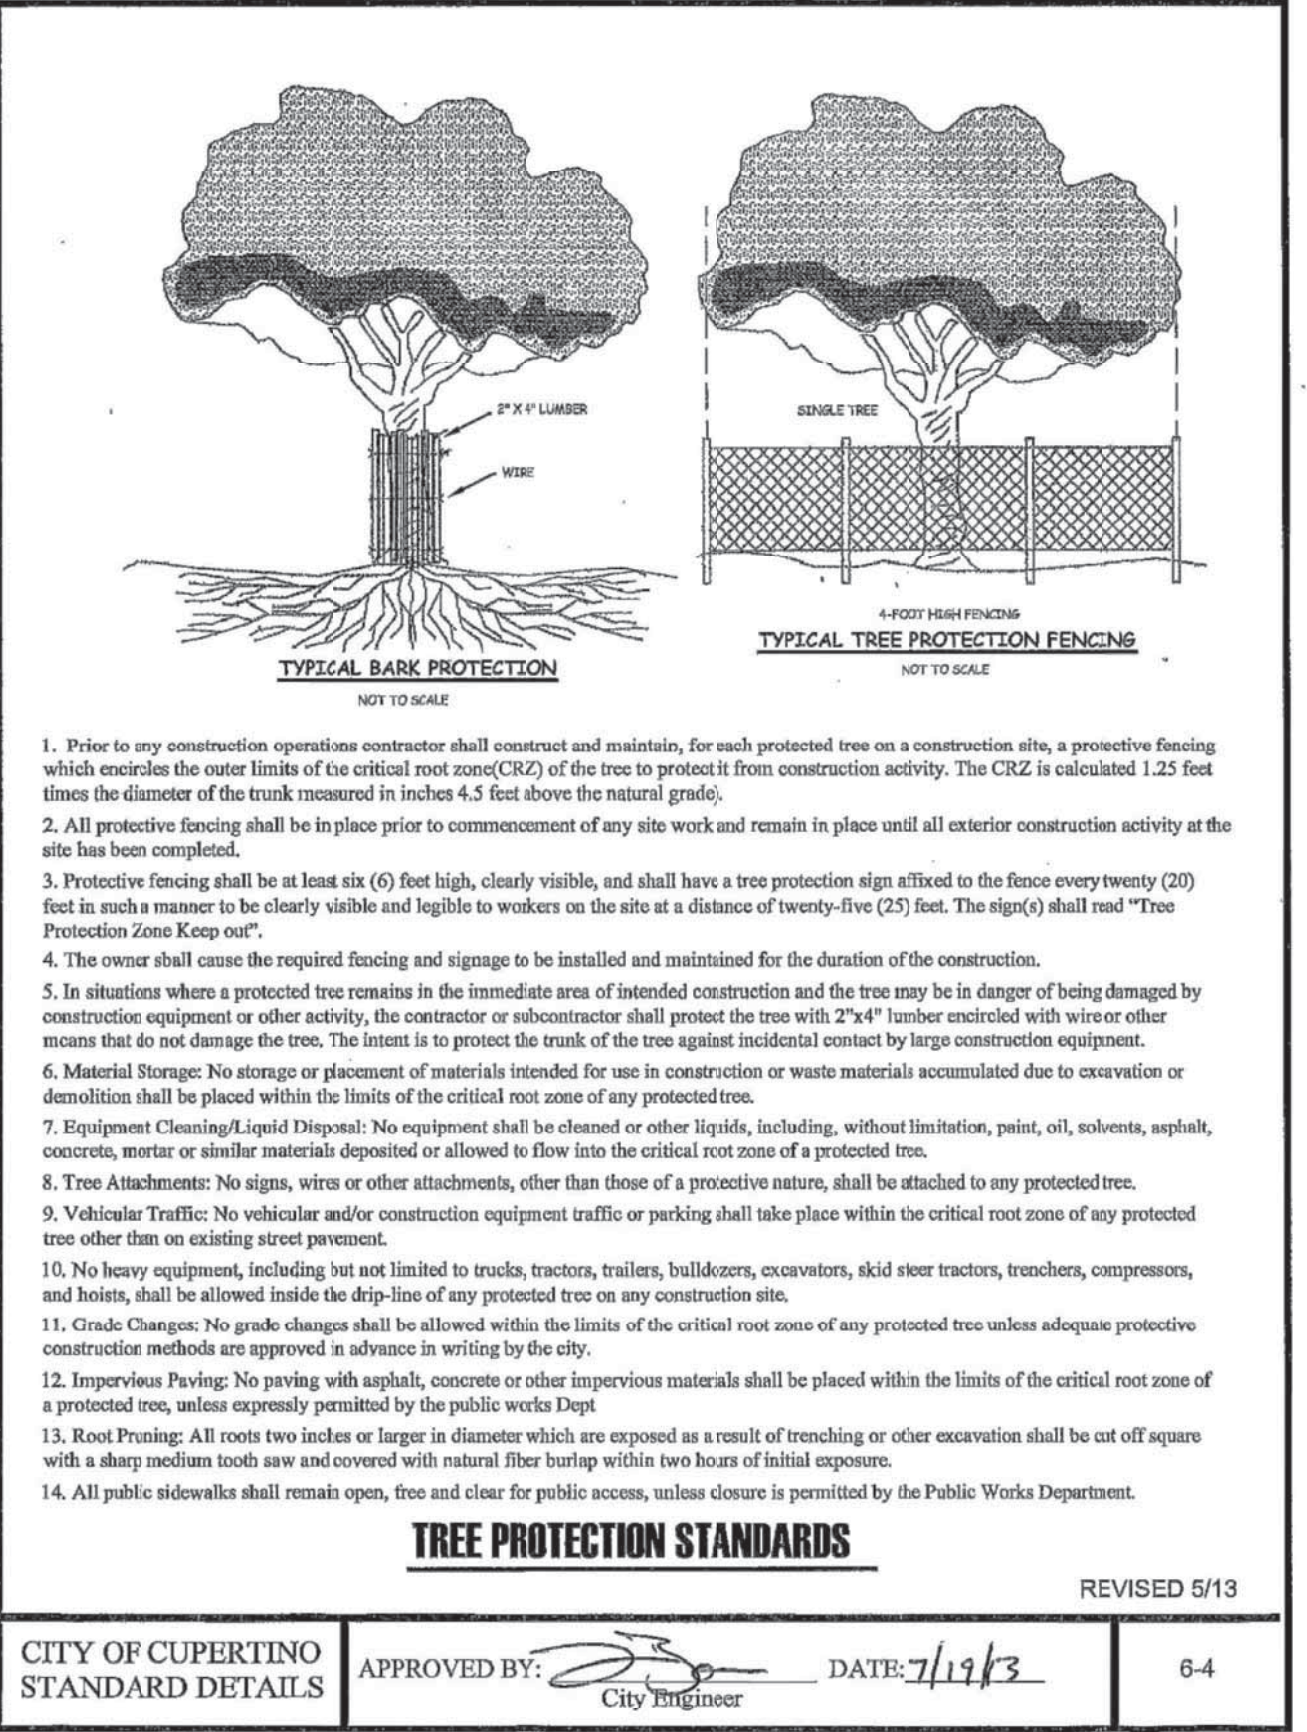 2" X 4" LUMBER
WIRE
SINGLE TREE
4-FOOT HIGH FENCING
TYPICAL BARK PROTECTION
NOT TO SCALE
TYPICAL TREE PROTECTION FENCING
NOT TO SCALE
1. Prior to any construction operations contractor shall construct and maintain, for each protected tree on a construction site, a protective fencing
which encircles the outer limits of the critical root zone(CRZ) of the tree to protect it from construction activity. The CRZ is calculated 1.25 feet
times the diameter of the trunk measured in inches 4.5 feet above the natural grade).
2. All protective fencing shall be in place prior to commencement of any site work and remain in place until all exterior construction activity at the
site has been completed.
3. Protective fencing shall be at least six (6) feet high, clearly visible, and shall have a tree protection sign affixed to the fence every twenty (20)
feet in such a manner to be clearly visible and legible to workers on the site at a distance of twenty-five (25) feet. The sign(s) shall read “Tree
Protection Zone Keep out”.
4. The owner shall cause the required fencing and signage to be installed and maintained for the duration of the construction.
5. In situations where a protected tree remains in the immediate area of intended construction and the tree may be in danger of being damaged by
construction equipment or other activity, the contractor or subcontractor shall protect the tree with 2"x4" lumber encircled with wire or other
means that do not damage the tree. The intent is to protect the trunk of the tree against incidental contact by large construction equipment.
6. Material Storage: No storage or placement of materials intended for use in construction or waste materials accumulated due to excavation or
demolition shall be placed within the limits of the critical root zone of any protected tree.
7. Equipment Cleaning/Liquid Disposal: No equipment shall be cleaned or other liquids, including, without limitation, paint, oil, solvents, asphalt,
concrete, mortar or similar materials deposited or allowed to flow into the critical root zone of a protected tree.
8. Tree Attachments: No signs, wires or other attachments, other than those of a protective nature, shall be attached to any protected tree.
9. Vehicular Traffic: No vehicular and/or construction equipment traffic or parking shall take place within the critical root zone of any protected
tree other than on existing street pavement.
10. No heavy equipment, including but not limited to trucks, tractors, trailers, bulldozers, excavators, skid steer tractors, trenchers, compressors,
and hoists, shall be allowed inside the drip-line of any protected tree on any construction site.
11. Grade Changes: No grade changes shall be allowed within the limits of the critical root zone of any protected tree unless adequate protective
construction methods are approved in advance in writing by the city.
12. Impervious Paving: No paving with asphalt, concrete or other impervious materials shall be placed within the limits of the critical root zone of
a protected tree, unless expressly permitted by the public works Dept
13. Root Pruning: All roots two inches or larger in diameter which are exposed as a result of trenching or other excavation shall be cut off square
with a sharp medium tooth saw and covered with natural fiber burlap within two hours of initial exposure.
14. All public sidewalks shall remain open, free and clear for public access, unless closure is permitted by the Public Works Department.
TREE PROTECTION STANDARDS
REVISED 5/13
CITY OF CUPERTINO
STANDARD DETAILS
APPROVED BY:
City Engineer
DATE: 7/19/13
6-4